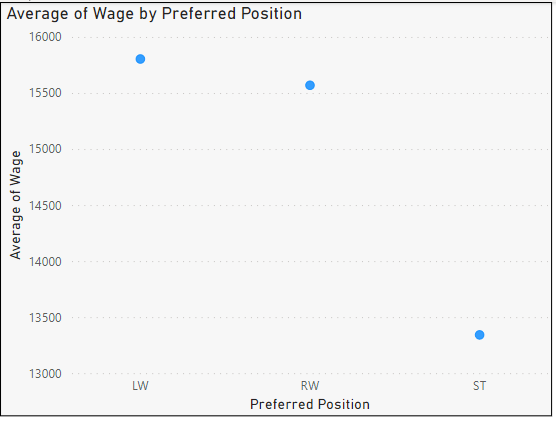 Average of Wage by Preferred Position
16000
15500
15000
14500
14000
13500
13000
Average of Wage
LW RW ST
Preferred Position